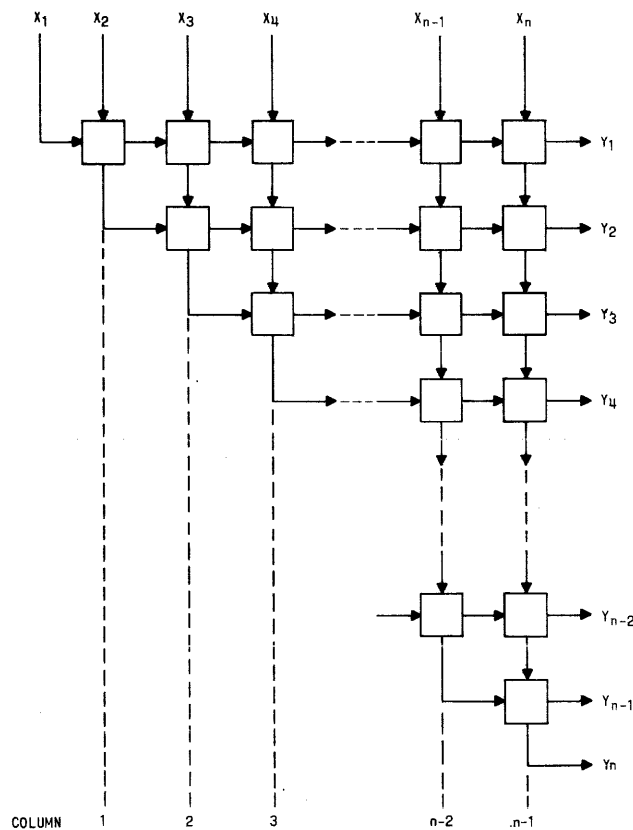 X₁ X₂ X₃ X₄ Xₙ₋₁ Xₙ
Y₁
Y₂
Y₃
Y₄
Yₙ₋₂
Yₙ₋₁
Yₙ
COLUMN 1 2 3 n-2 n-1